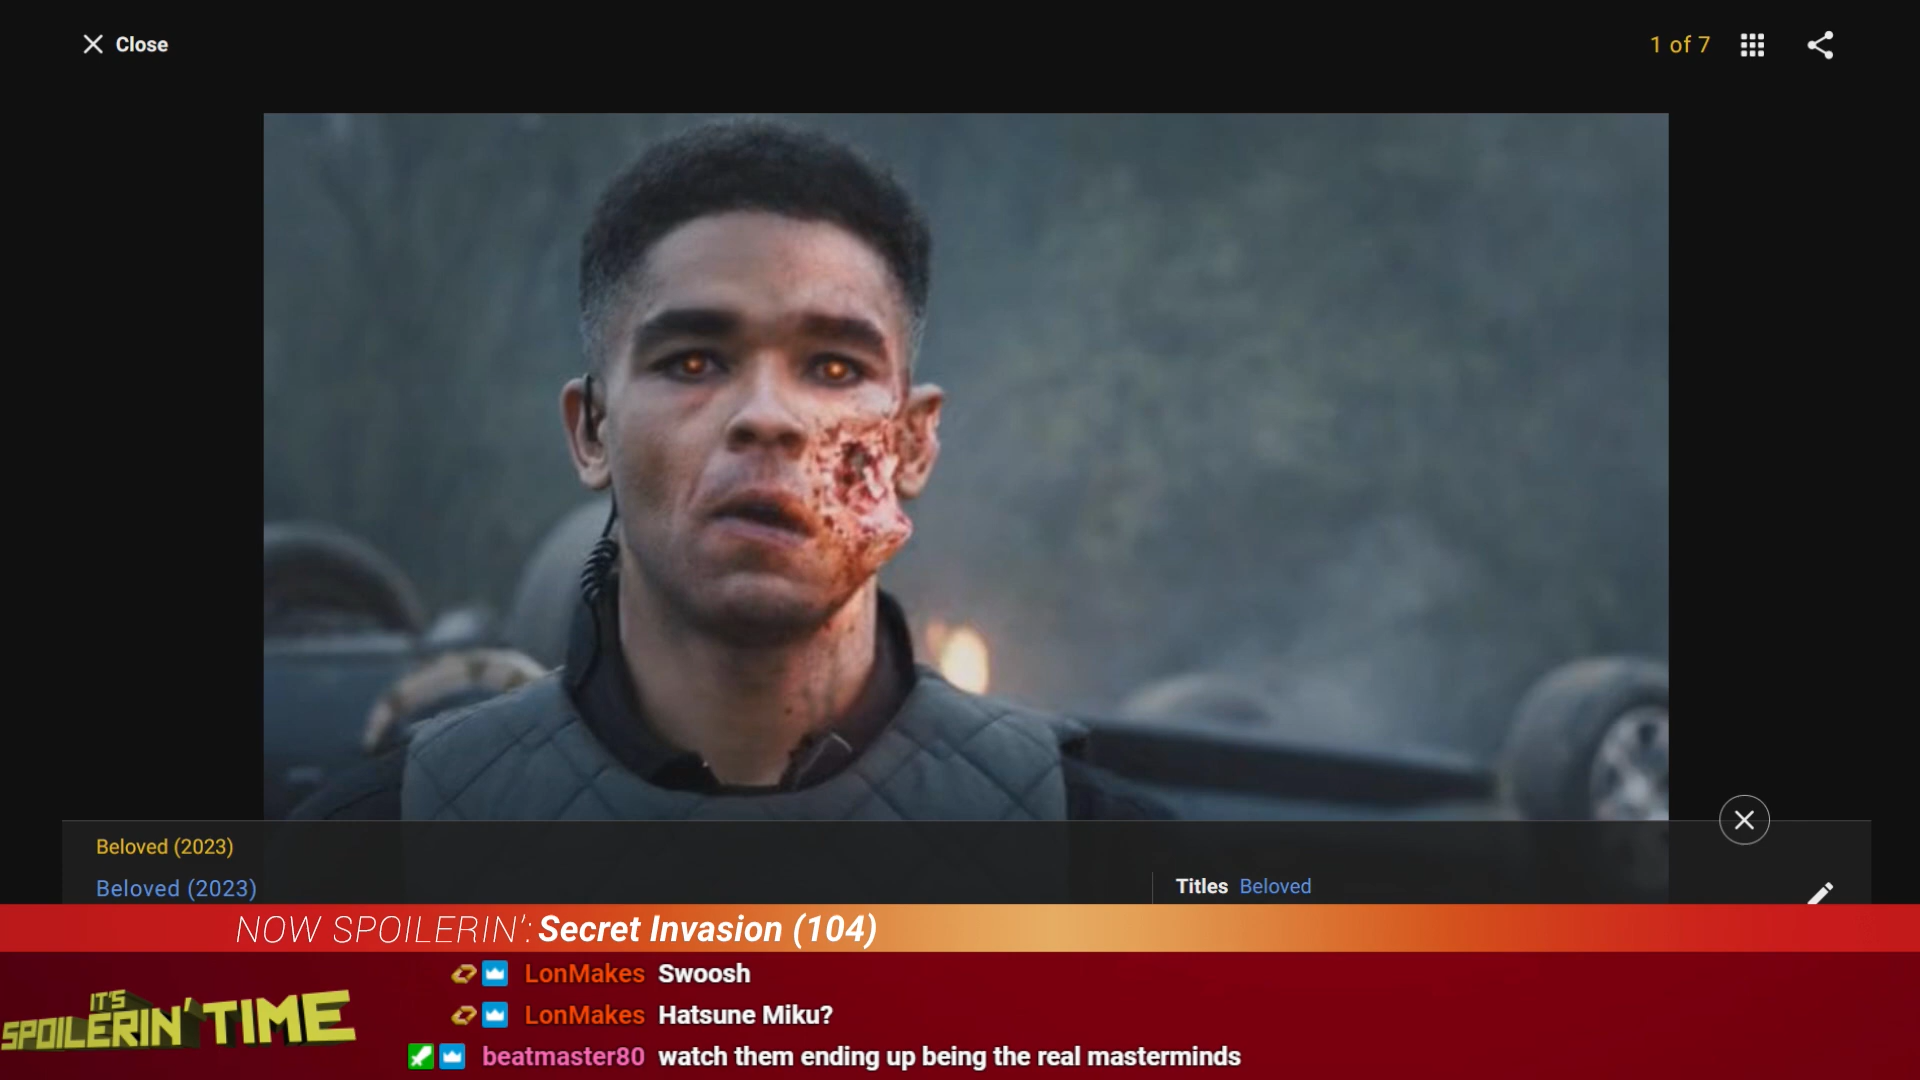 Close
1 of 7
Beloved (2023)
Beloved (2023)
Titles Beloved
NOW SPOILERIN': Secret Invasion (104)
IT'S
SPOILERIN' TIME
LonMakes Swoosh
LonMakes Hatsune Miku?
beatmaster80 watch them ending up being the real masterminds